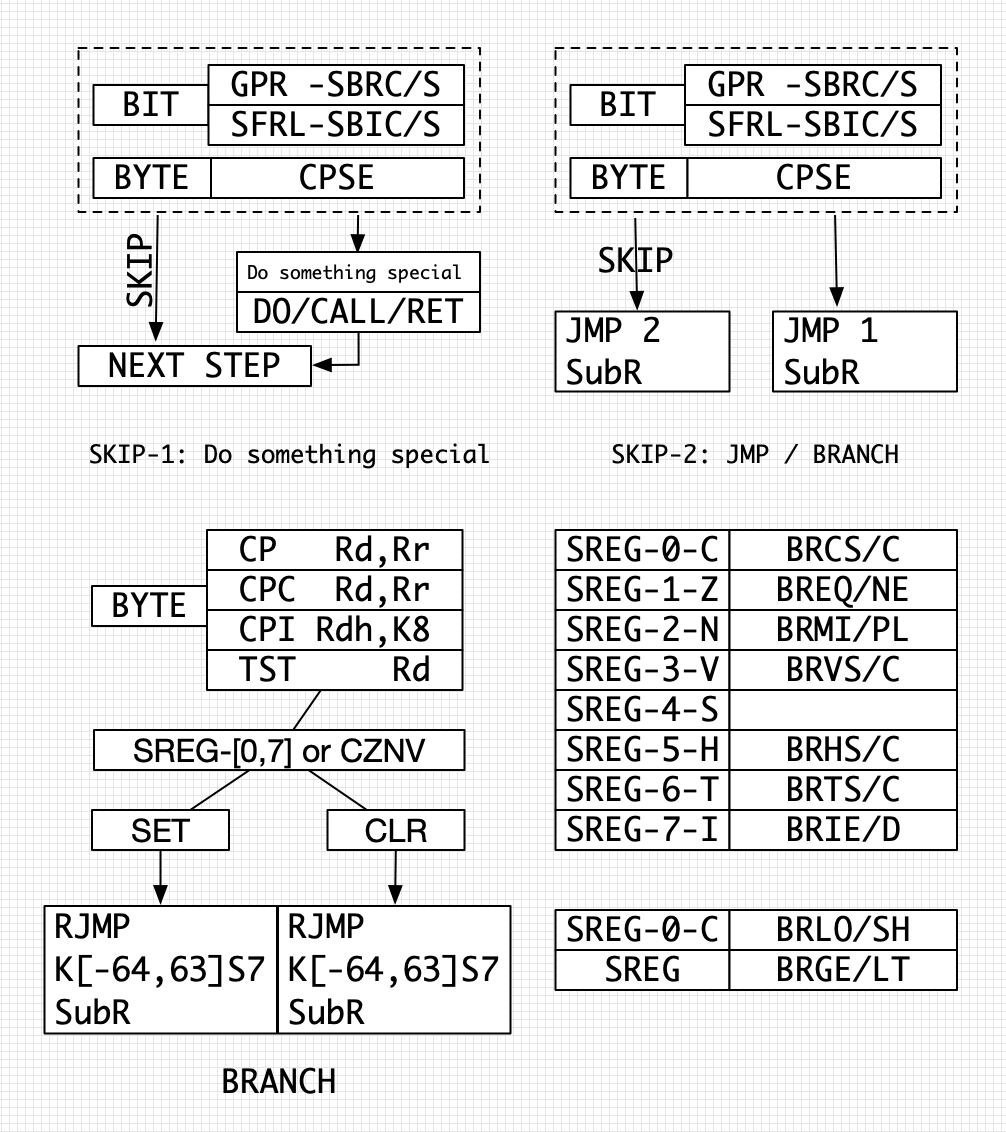 BIT
GPR -SBRC/S
SFRL-SBIC/S
BYTE CPSE
SKIP
Do something special
DO/CALL/RET
NEXT STEP
SKIP-1: Do something special
BIT
GPR -SBRC/S
SFRL-SBIC/S
BYTE CPSE
SKIP
JMP 2
SubR
JMP 1
SubR
SKIP-2: JMP / BRANCH
BYTE
CP Rd,Rr
CPC Rd,Rr
CPI Rdh,K8
TST Rd
SREG-[0,7] or CZNV
SET
CLR
RJMP
K[-64,63]S7
SubR
RJMP
K[-64,63]S7
SubR
BRANCH
SREG-0-C BRCS/C
SREG-1-Z BREQ/NE
SREG-2-N BRMI/PL
SREG-3-V BRVS/C
SREG-4-S
SREG-5-H BRHS/C
SREG-6-T BRTS/C
SREG-7-I BRIE/D
SREG-0-C BRLO/SH
SREG BRGE/LT